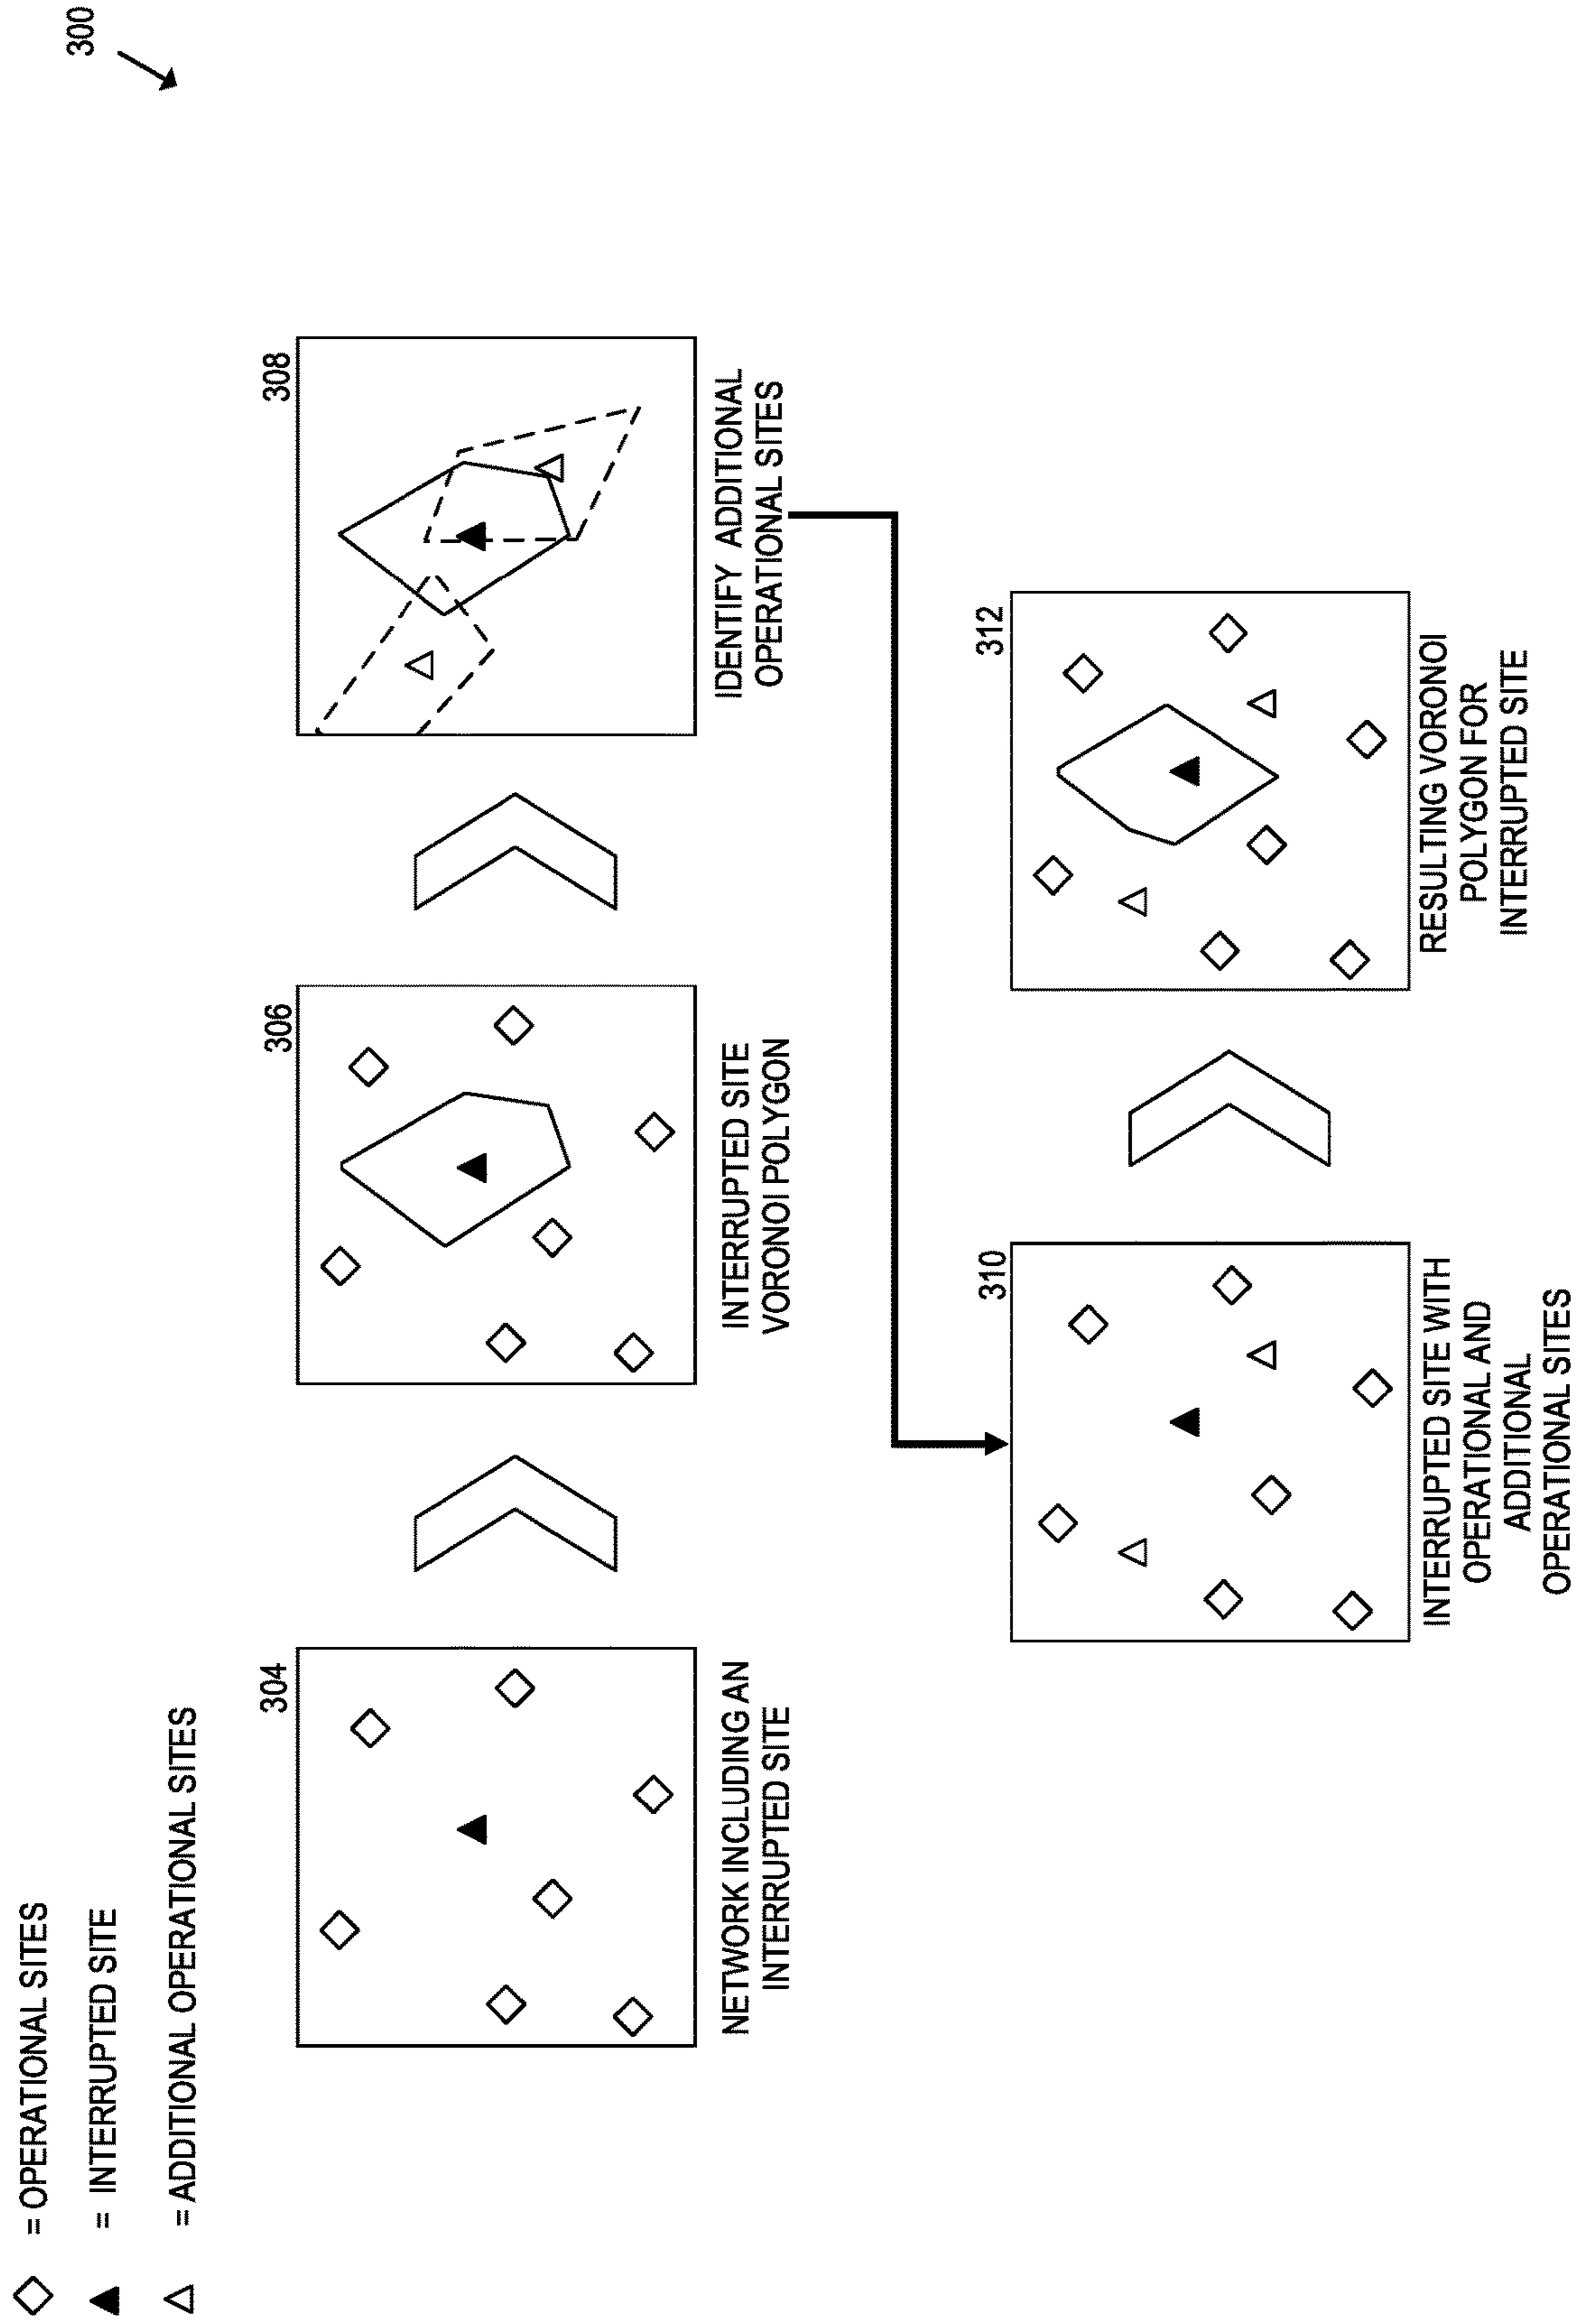 300
= OPERATIONAL SITES
= INTERRUPTED SITE
= ADDITIONAL OPERATIONAL SITES
304
NETWORK INCLUDING AN
INTERRUPTED SITE
306
INTERRUPTED SITE
VORONOI POLYGON
308
IDENTIFY ADDITIONAL
OPERATIONAL SITES
310
INTERRUPTED SITE WITH
OPERATIONAL AND
ADDITIONAL
OPERATIONAL SITES
312
RESULTING VORONOI
POLYGON FOR
INTERRUPTED SITE